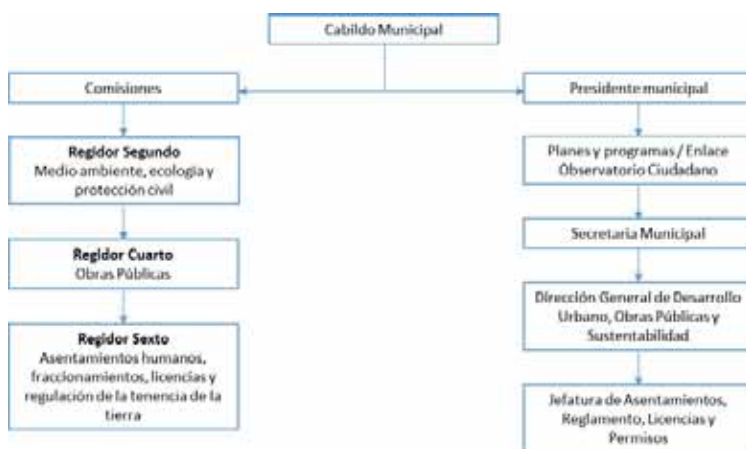 Cabildo Municipal
Comisiones
Presidente municipal
Regidor Segundo
Medio ambiente, ecología y
protección civil
Planes y programas / Enlace
Observatorio Ciudadano
Regidor Cuarto
Obras Públicas
Secretaria Municipal
Regidor Sexto
Asentamientos humanos,
fraccionamientos, licencias y
regulación de la tenencia de la
tierra
Dirección General de Desarrollo
Urbano, Obras Públicas y
Sustentabilidad
Jefatura de Asentamientos,
Reglamento, Licencias y
Permisos